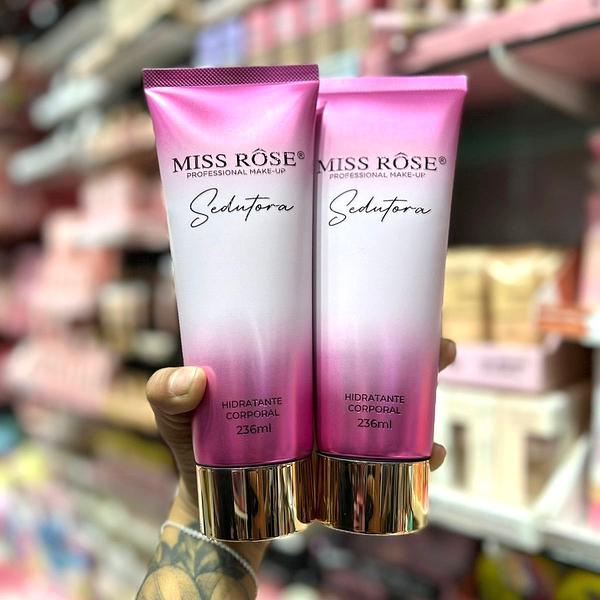 MISS RÔSE®
PROFESSIONAL MAKE-UP
Sedutora
HIDRATANTE
CORPORAL
236ml
MISS RÔSE®
PROFESSIONAL MAKE-UP
Sedutora
HIDRATANTE
CORPORAL
236ml